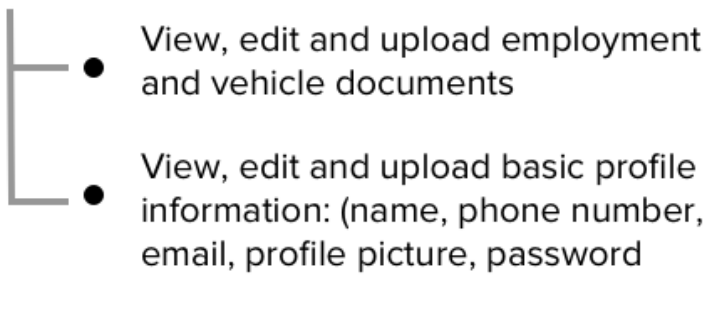 View, edit and upload employment
and vehicle documents
View, edit and upload basic profile
information: (name, phone number,
email, profile picture, password